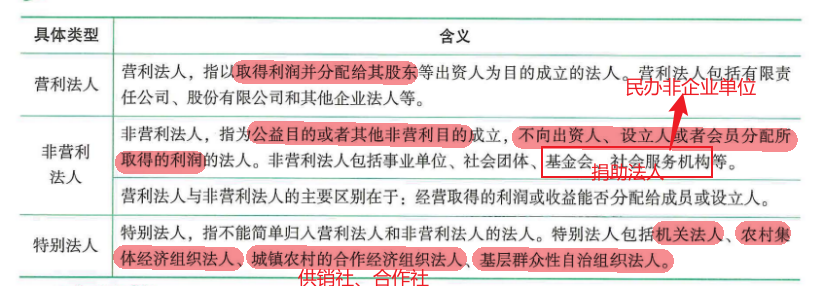 具体类型 含义
营利法人，指以取得利润并分配给其股东等出资人为目的成立的法人。营利法人包括有限责
营利法人
任公司、股份有限公司和其他企业法人等。
民办非企业单位
非营利法人，指为公益目的或者其他非营利目的成立，不向出资人、设立人或者会员分配所
非营利
法人
取得的利润的法人。非营利法人包括事业单位、社会团体、基金会、社会服务机构等。
捐助法人
营利法人与非营利法人的主要区别在于：经营取得的利润或收益能否分配给成员或设立人。
特别法人，指不能简单归入营利法人和非营利法人的法人。特别法人包括机关法人、农村集
特别法人
体经济组织法人、城镇农村的合作经济组织法人、基层群众性自治组织法人。
供销社、合作社